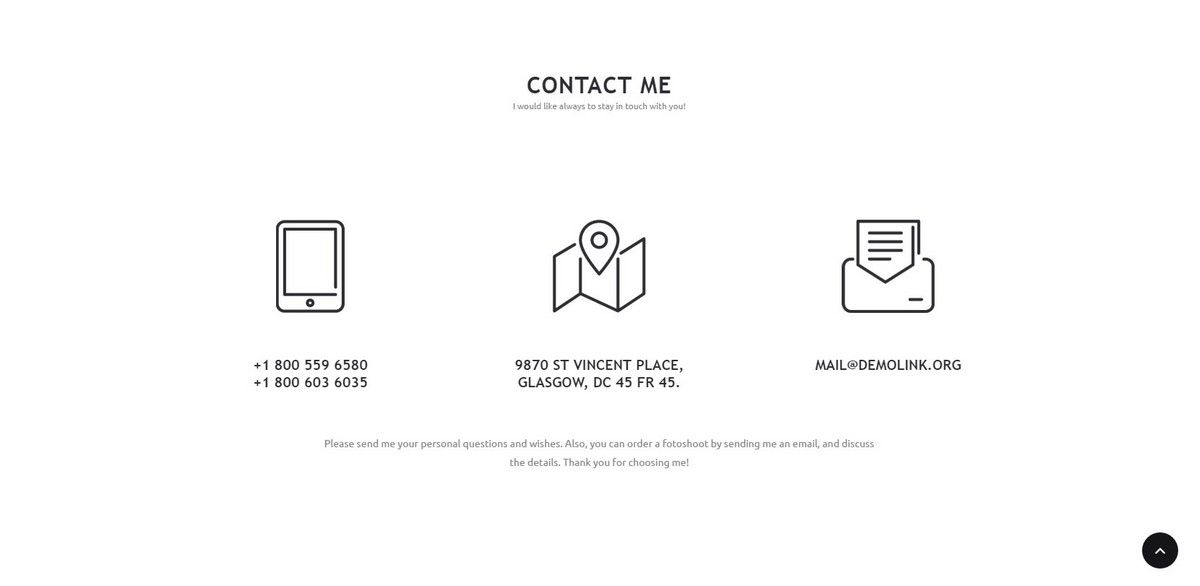 CONTACT ME
I would like always to stay in touch with you!
+1 800 559 6580
+1 800 603 6035
9870 ST VINCENT PLACE,
GLASGOW, DC 45 FR 45.
MAIL@DEMOLINK.ORG
Please send me your personal questions and wishes. Also, you can order a fotoshoot by sending me an email, and discuss
the details. Thank you for choosing me!